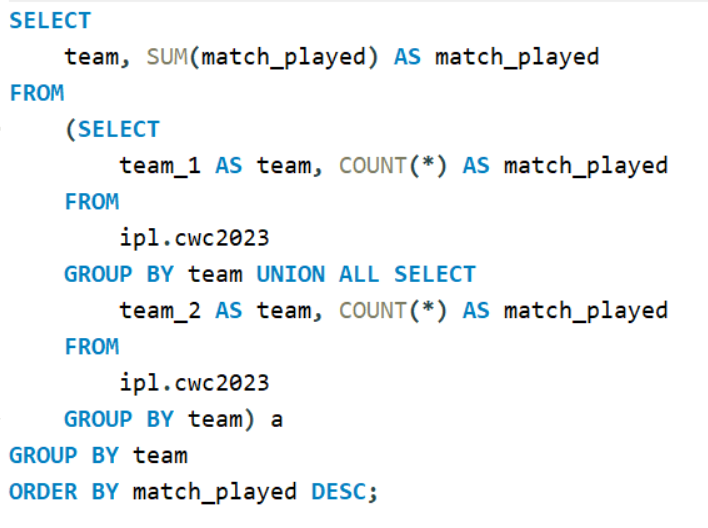 SELECT
team, SUM(match_played) AS match_played
FROM
(SELECT
team_1 AS team, COUNT(*) AS match_played
FROM
ipl.cwc2023
GROUP BY team UNION ALL SELECT
team_2 AS team, COUNT(*) AS match_played
FROM
ipl.cwc2023
GROUP BY team) a
GROUP BY team
ORDER BY match_played DESC;